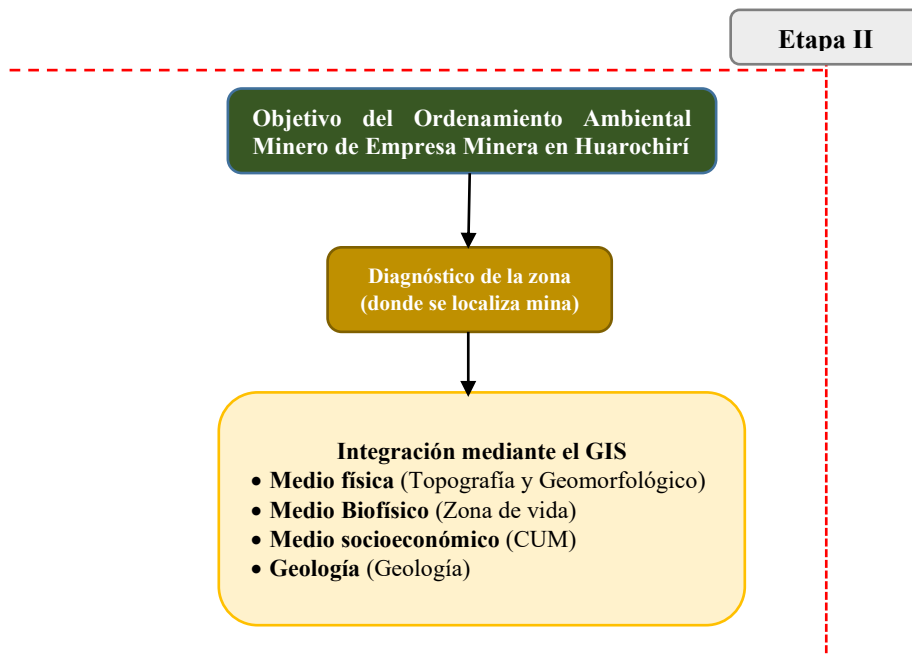 Etapa II
Objetivo del Ordenamiento Ambiental
Minero de Empresa Minera en Huarochirí
Diagnóstico de la zona
(donde se localiza mina)
Integración mediante el GIS
• Medio física (Topografía y Geomorfológico)
• Medio Biofísico (Zona de vida)
• Medio socioeconómico (CUM)
• Geología (Geología)